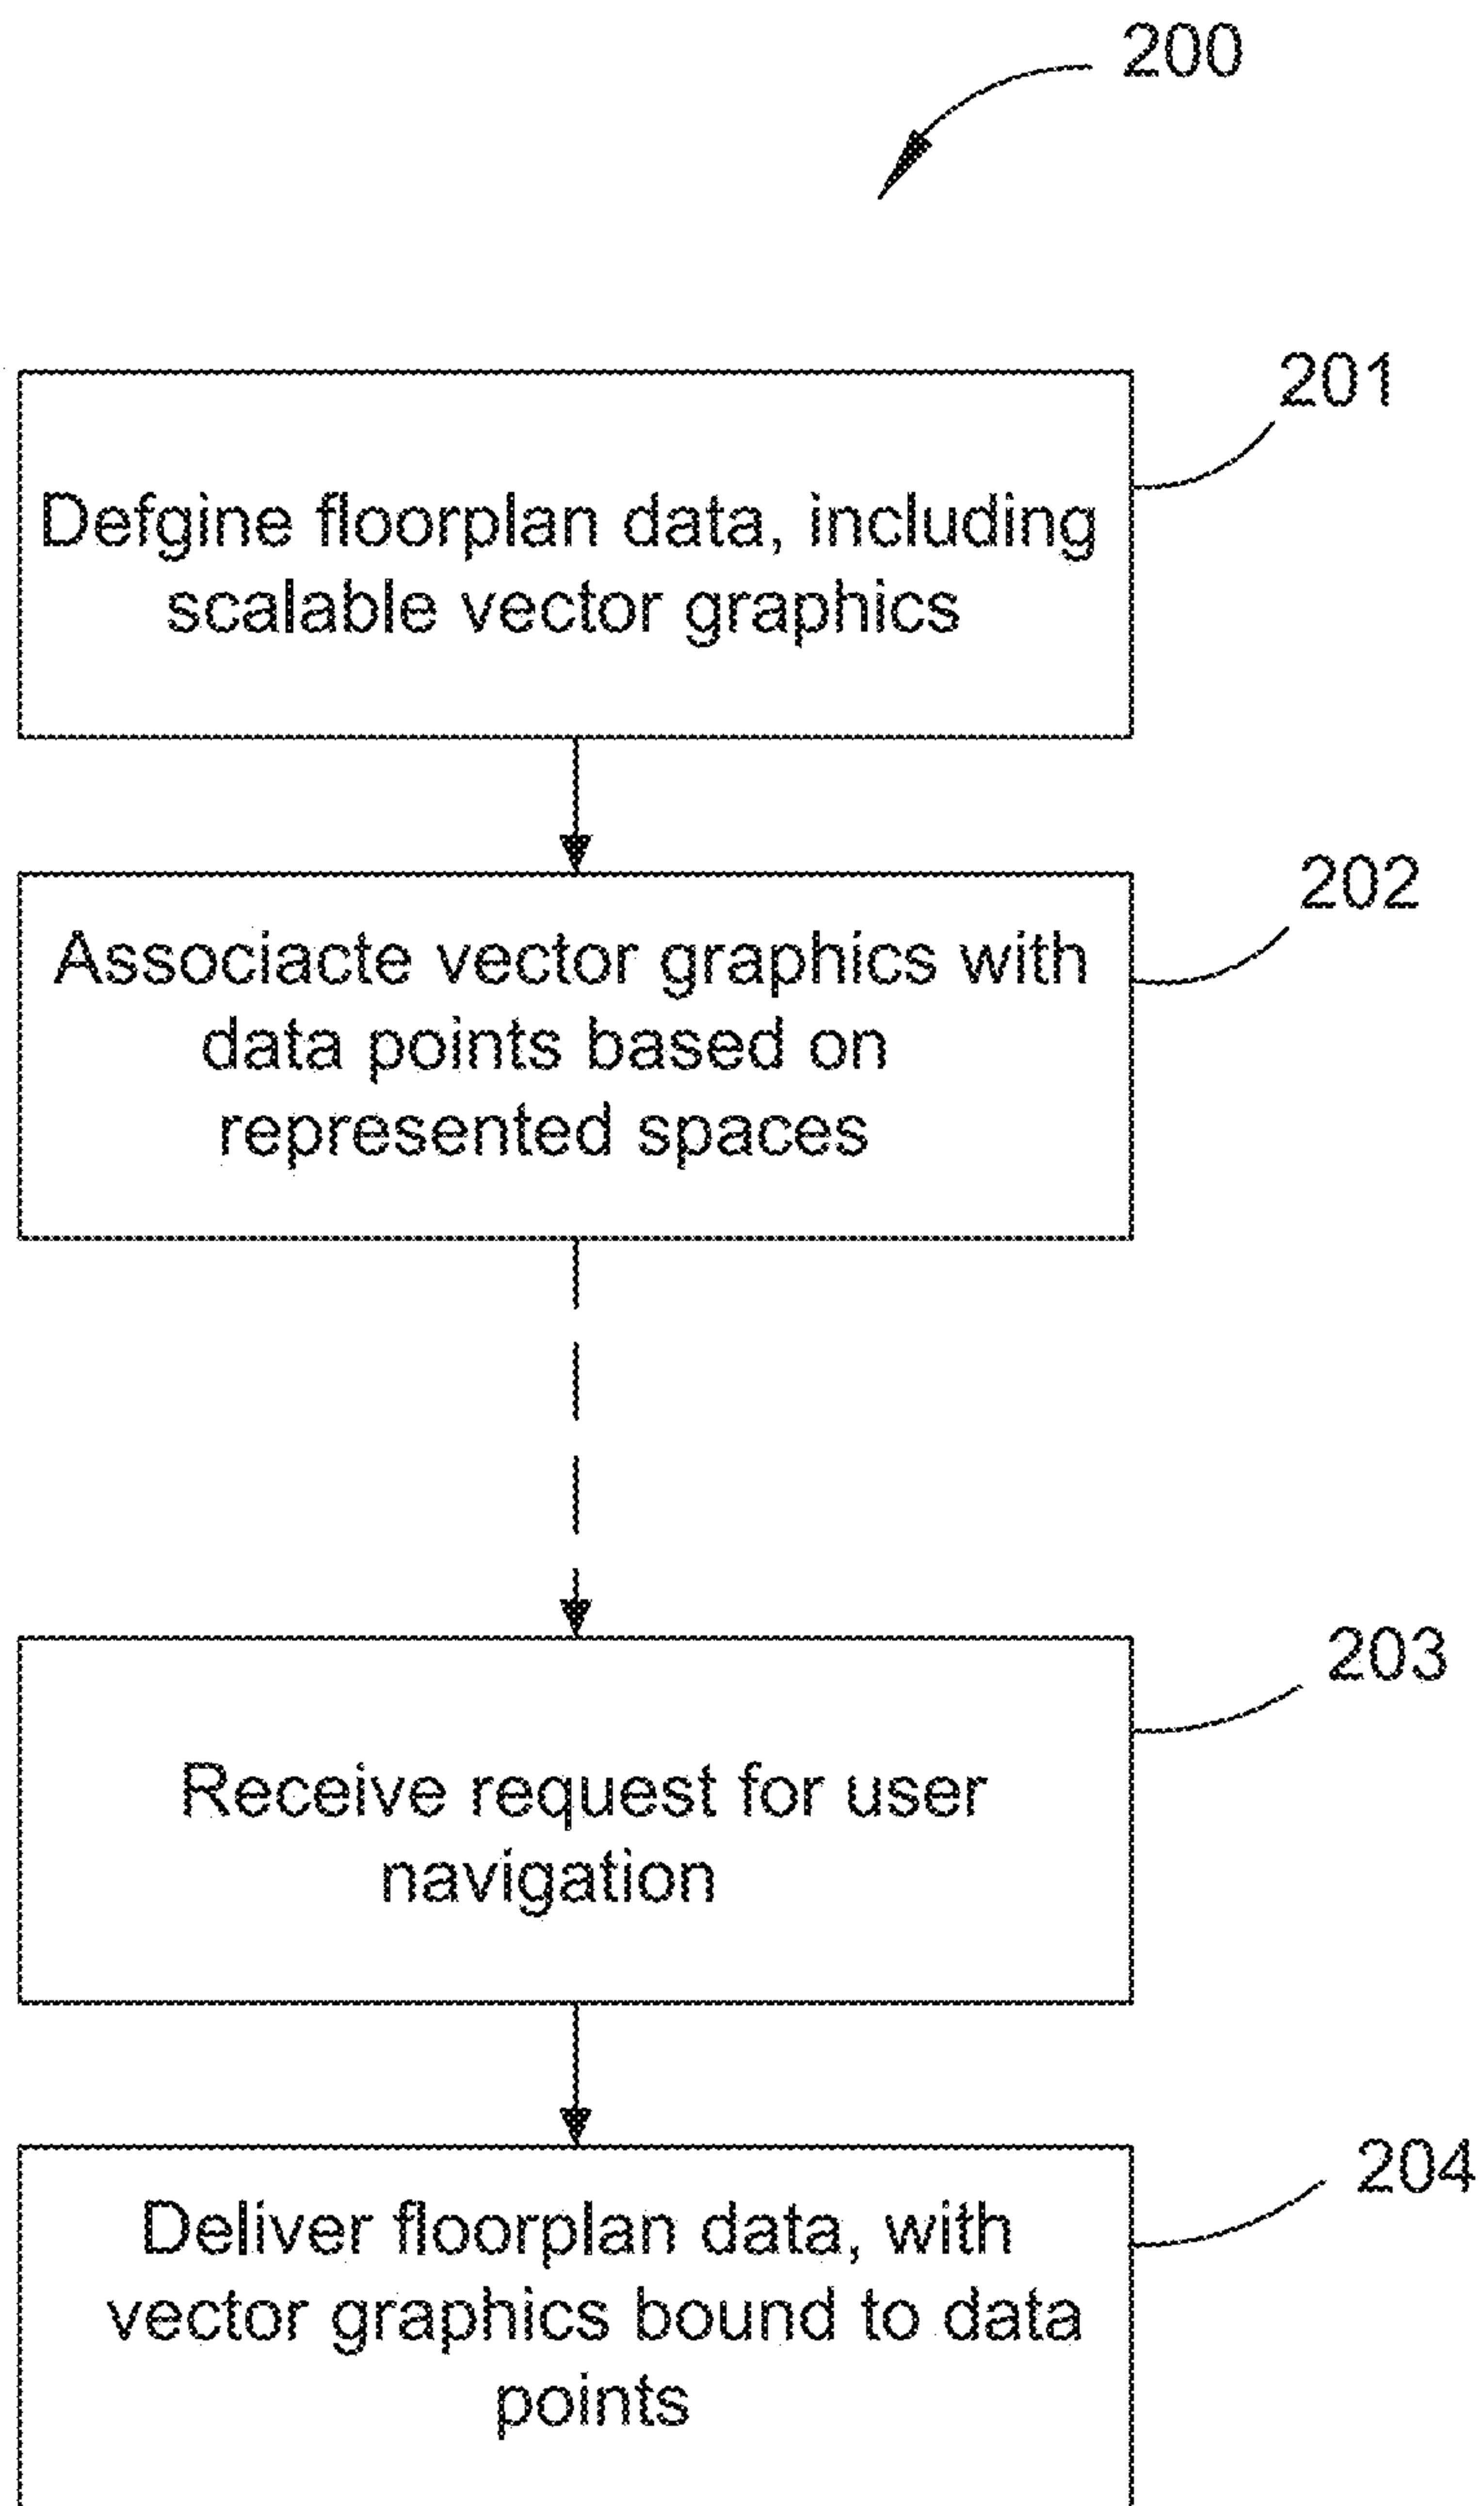 200
201
Defgine floorplan data, including
scalable vector graphics
202
Associacte vector graphics with
data points based on
represented spaces
203
Receive request for user
navigation
204
Deliver floorplan data, with
vector graphics bound to data
points